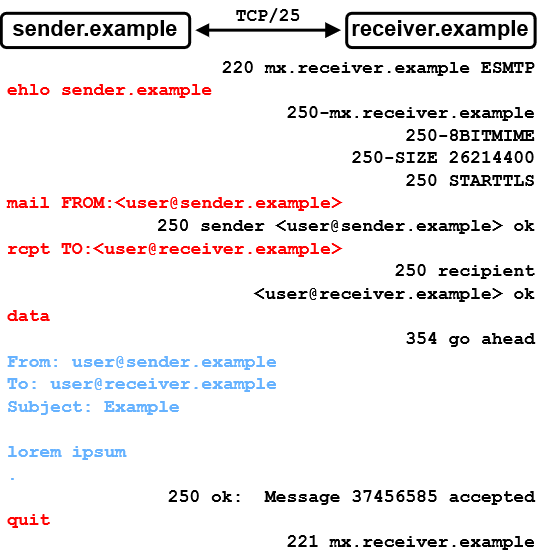 TCP/25
sender.example receiver.example
220 mx.receiver.example ESMTP
ehlo sender.example
250-mx.receiver.example
250-8BITMIME
250-SIZE 26214400
250 STARTTLS
mail FROM:<user@sender.example>
250 sender <user@sender.example> ok
rcpt TO:<user@receiver.example>
250 recipient
<user@receiver.example> ok
data
354 go ahead
From: user@sender.example
To: user@receiver.example
Subject: Example

lorem ipsum
.
250 ok:  Message 37456585 accepted
quit
221 mx.receiver.example